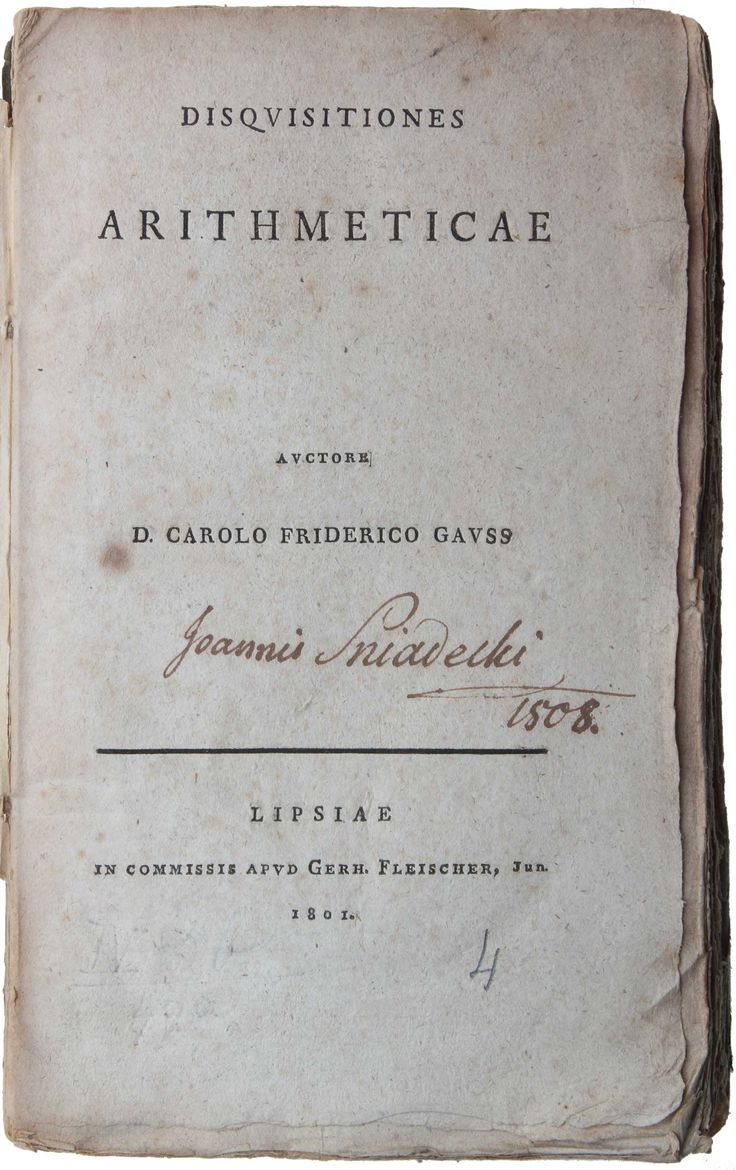 DISQVISITIONES
ARITHMETICAE
AVCTORE
D. CAROLO FRIDERICO GAVSS
Joannis Sniadecki
1808.
LIPSIAE
IN COMMISSIS APVD GERH. FLEISCHER, Jun.
1801.
4